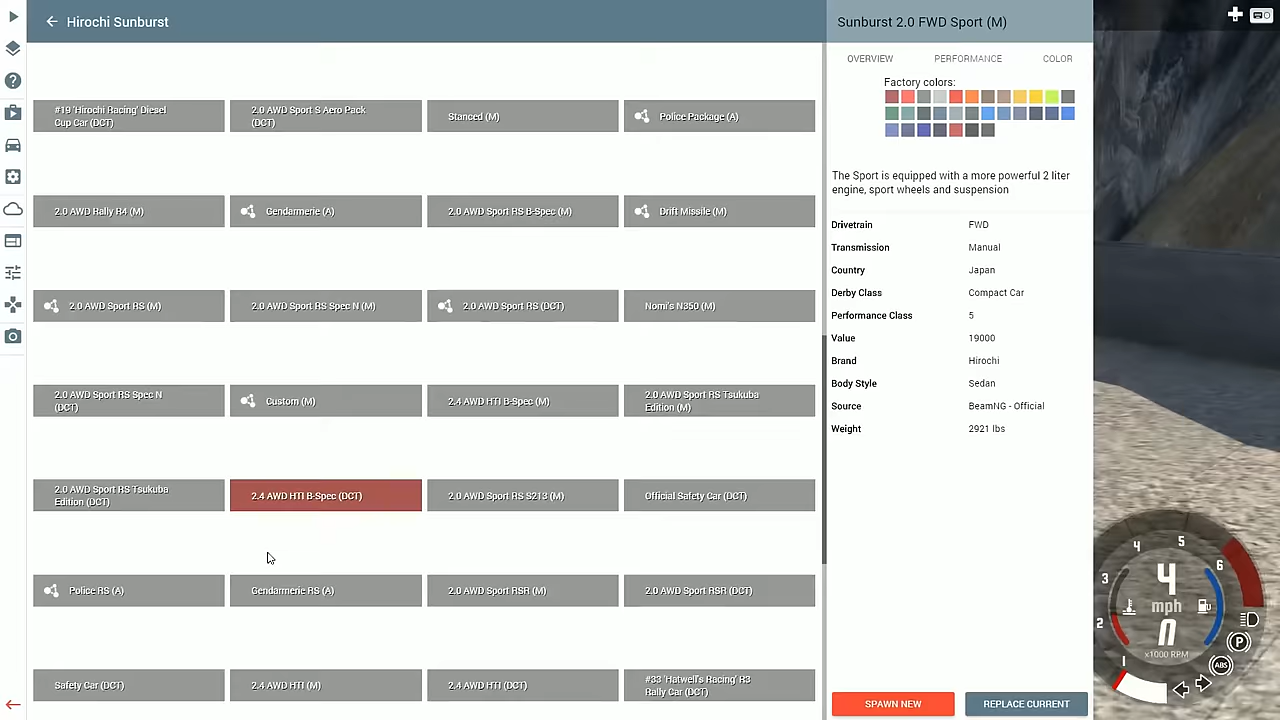 Hirochi Sunburst
#19 'Hirochi Racing' Diesel
Cup Car (DCT)
2.0 AWD Sport S Aero Pack
(DCT)
Stanced (M)
Police Package (A)
2.0 AWD Rally R4 (M)
Gendarmerie (A)
2.0 AWD Sport RS B-Spec (M)
Drift Missile (M)
2.0 AWD Sport RS (M)
2.0 AWD Sport RS Spec N (M)
2.0 AWD Sport RS (DCT)
Nomi's N350 (M)
2.0 AWD Sport RS Spec N
(DCT)
Custom (M)
2.4 AWD HTI B-Spec (M)
2.0 AWD Sport RS Tsukuba
Edition (M)
2.0 AWD Sport RS Tsukuba
Edition (DCT)
2.4 AWD HTI B-Spec (DCT)
2.0 AWD Sport RS S213 (M)
Official Safety Car (DCT)
Police RS (A)
Gendarmerie RS (A)
2.0 AWD Sport RSR (M)
2.0 AWD Sport RSR (DCT)
Safety Car (DCT)
2.4 AWD HTI (M)
2.4 AWD HTI (DCT)
#33 'Hatwell's Racing' R3
Rally Car (DCT)
Sunburst 2.0 FWD Sport (M)
OVERVIEW PERFORMANCE COLOR
Factory colors:
The Sport is equipped with a more powerful 2 liter
engine, sport wheels and suspension
Drivetrain FWD
Transmission Manual
Country Japan
Derby Class Compact Car
Performance Class 5
Value 19000
Brand Hirochi
Body Style Sedan
Source BeamNG - Official
Weight 2921 lbs
SPAWN NEW REPLACE CURRENT
0
1 2 3 4 5 6
4
mph
n
x1000 RPM
P
ABS